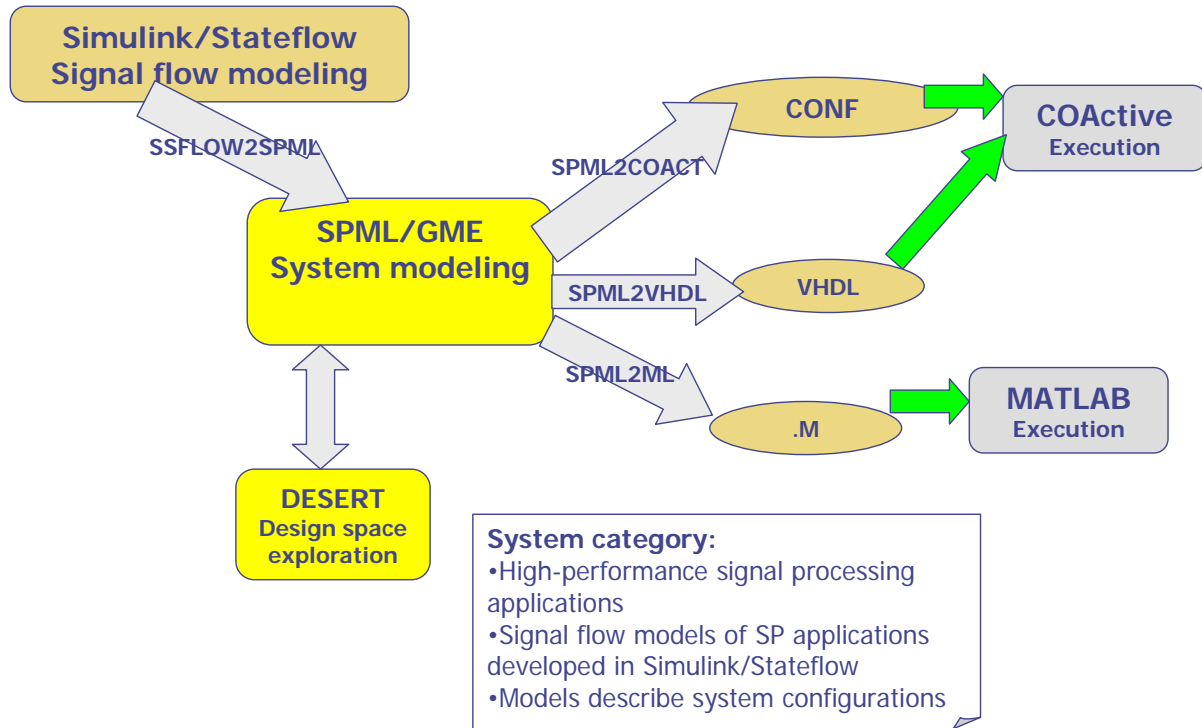 Simulink/Stateflow
Signal flow modeling
SSFLOW2SPML
SPML2COACT
CONF
COActive
Execution
SPML/GME
System modeling
SPML2VHDL
VHDL
SPML2ML
.M
MATLAB
Execution
DESERT
Design space
exploration
System category:
•High-performance signal processing
applications
•Signal flow models of SP applications
developed in Simulink/Stateflow
•Models describe system configurations